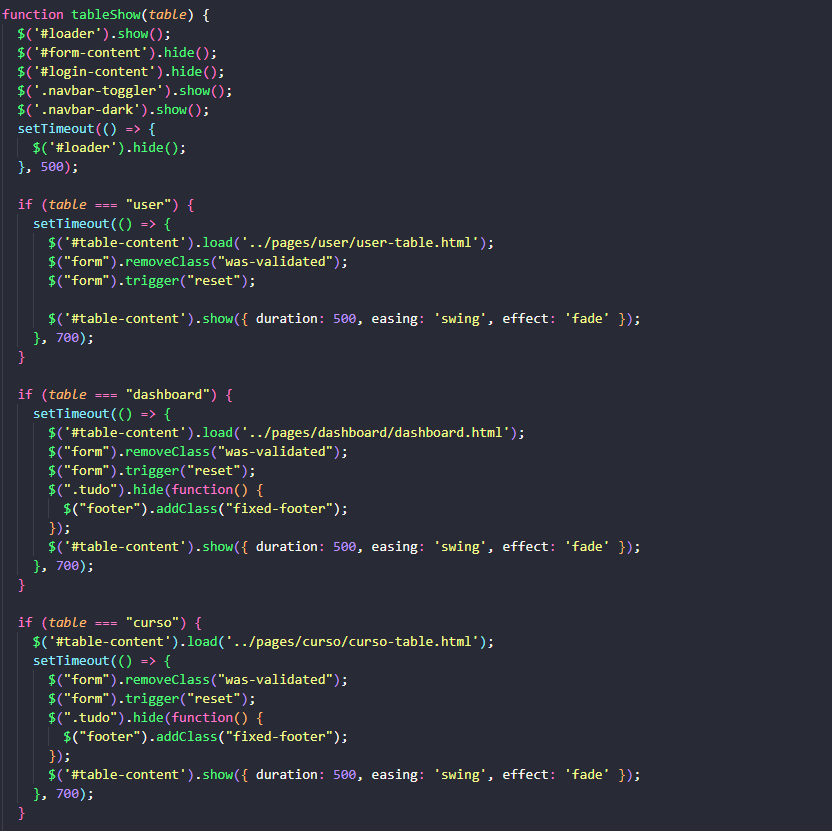 function tableShow(table) {
  $('#loader').show();
  $('#form-content').hide();
  $('#login-content').hide();
  $('.navbar-toggler').show();
  $('.navbar-dark').show();
  setTimeout(() => {
    $('#loader').hide();
  }, 500);

  if (table === "user") {
    setTimeout(() => {
      $('#table-content').load('../pages/user/user-table.html');
      $("form").removeClass("was-validated");
      $("form").trigger("reset");

      $('#table-content').show({ duration: 500, easing: 'swing', effect: 'fade' });
    }, 700);
  }

  if (table === "dashboard") {
    setTimeout(() => {
      $('#table-content').load('../pages/dashboard/dashboard.html');
      $("form").removeClass("was-validated");
      $("form").trigger("reset");
      $(".tudo").hide(function() {
        $("footer").addClass("fixed-footer");
      });
      $('#table-content').show({ duration: 500, easing: 'swing', effect: 'fade' });
    }, 700);
  }

  if (table === "curso") {
    $('#table-content').load('../pages/curso/curso-table.html');
    setTimeout(() => {
      $("form").removeClass("was-validated");
      $("form").trigger("reset");
      $(".tudo").hide(function() {
        $("footer").addClass("fixed-footer");
      });
      $('#table-content').show({ duration: 500, easing: 'swing', effect: 'fade' });
    }, 700);
  }